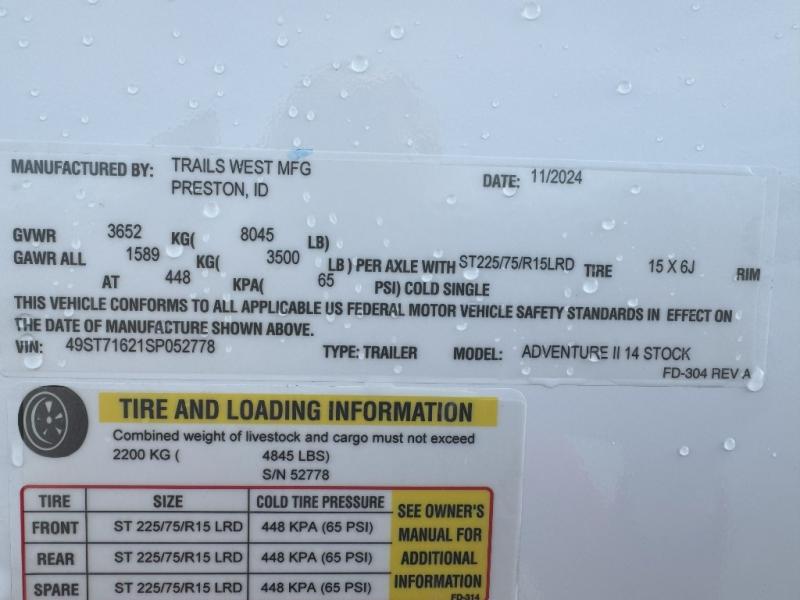 MANUFACTURED BY: TRAILS WEST MFG
PRESTON, ID
DATE: 11/2024
GVWR 3652 KG( 8045 LB)
GAWR ALL 1589 KG( 3500 LB ) PER AXLE WITH ST225/75/R15LRD TIRE 15 X 6J RIM
AT 448 KPA( 65 PSI) COLD SINGLE
THIS VEHICLE CONFORMS TO ALL APPLICABLE US FEDERAL MOTOR VEHICLE SAFETY STANDARDS IN EFFECT ON
THE DATE OF MANUFACTURE SHOWN ABOVE.
VIN: 49ST71621SP052778 TYPE: TRAILER MODEL: ADVENTURE II 14 STOCK
FD-304 REV A
TIRE AND LOADING INFORMATION
Combined weight of livestock and cargo must not exceed
2200 KG ( 4845 LBS)
S/N 52778
TIRE SIZE COLD TIRE PRESSURE
FRONT ST 225/75/R15 LRD 448 KPA (65 PSI)
REAR ST 225/75/R15 LRD 448 KPA (65 PSI)
SPARE ST 225/75/R15 LRD 448 KPA (65 PSI)
SEE OWNER'S
MANUAL FOR
ADDITIONAL
INFORMATION
FD-314